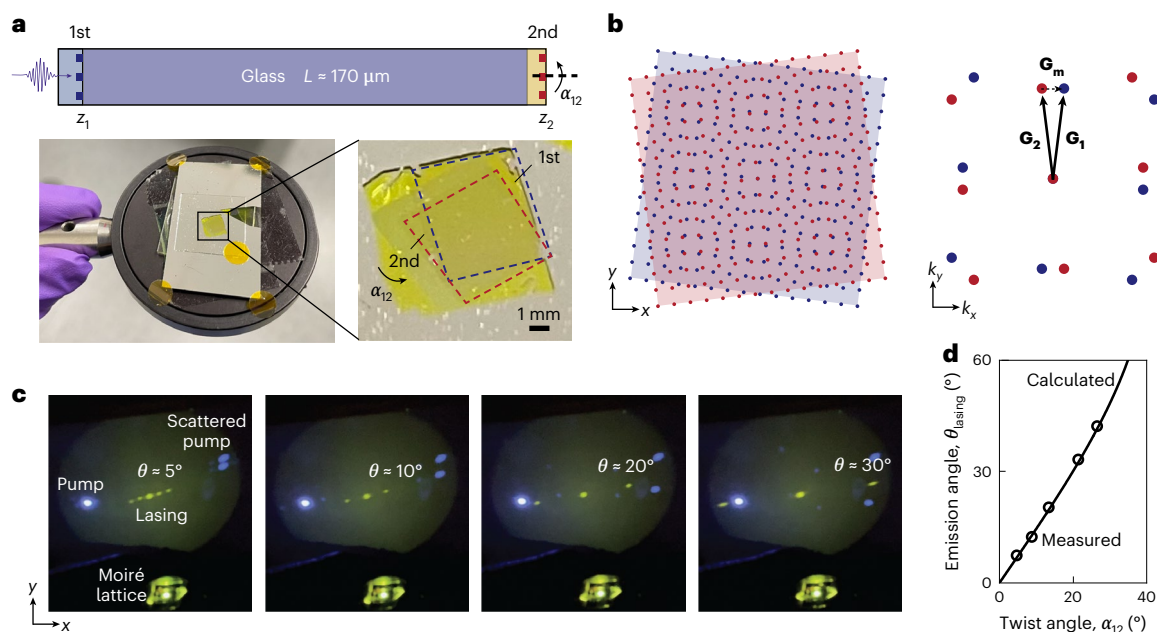 a
1st
2nd
Glass L ≈ 170 μm
α12
z1
z2
1st
2nd
α12
1 mm
b
y
x
Gm
G2
G1
ky
kx
c
Scattered
pump
θ ≈ 5°
Pump
Lasing
Moiré
lattice
y
x
θ ≈ 10°
θ ≈ 20°
θ ≈ 30°
d
Emission angle, θlasing (°)
60
30
0
Calculated
Measured
0
20
40
Twist angle, α12 (°)